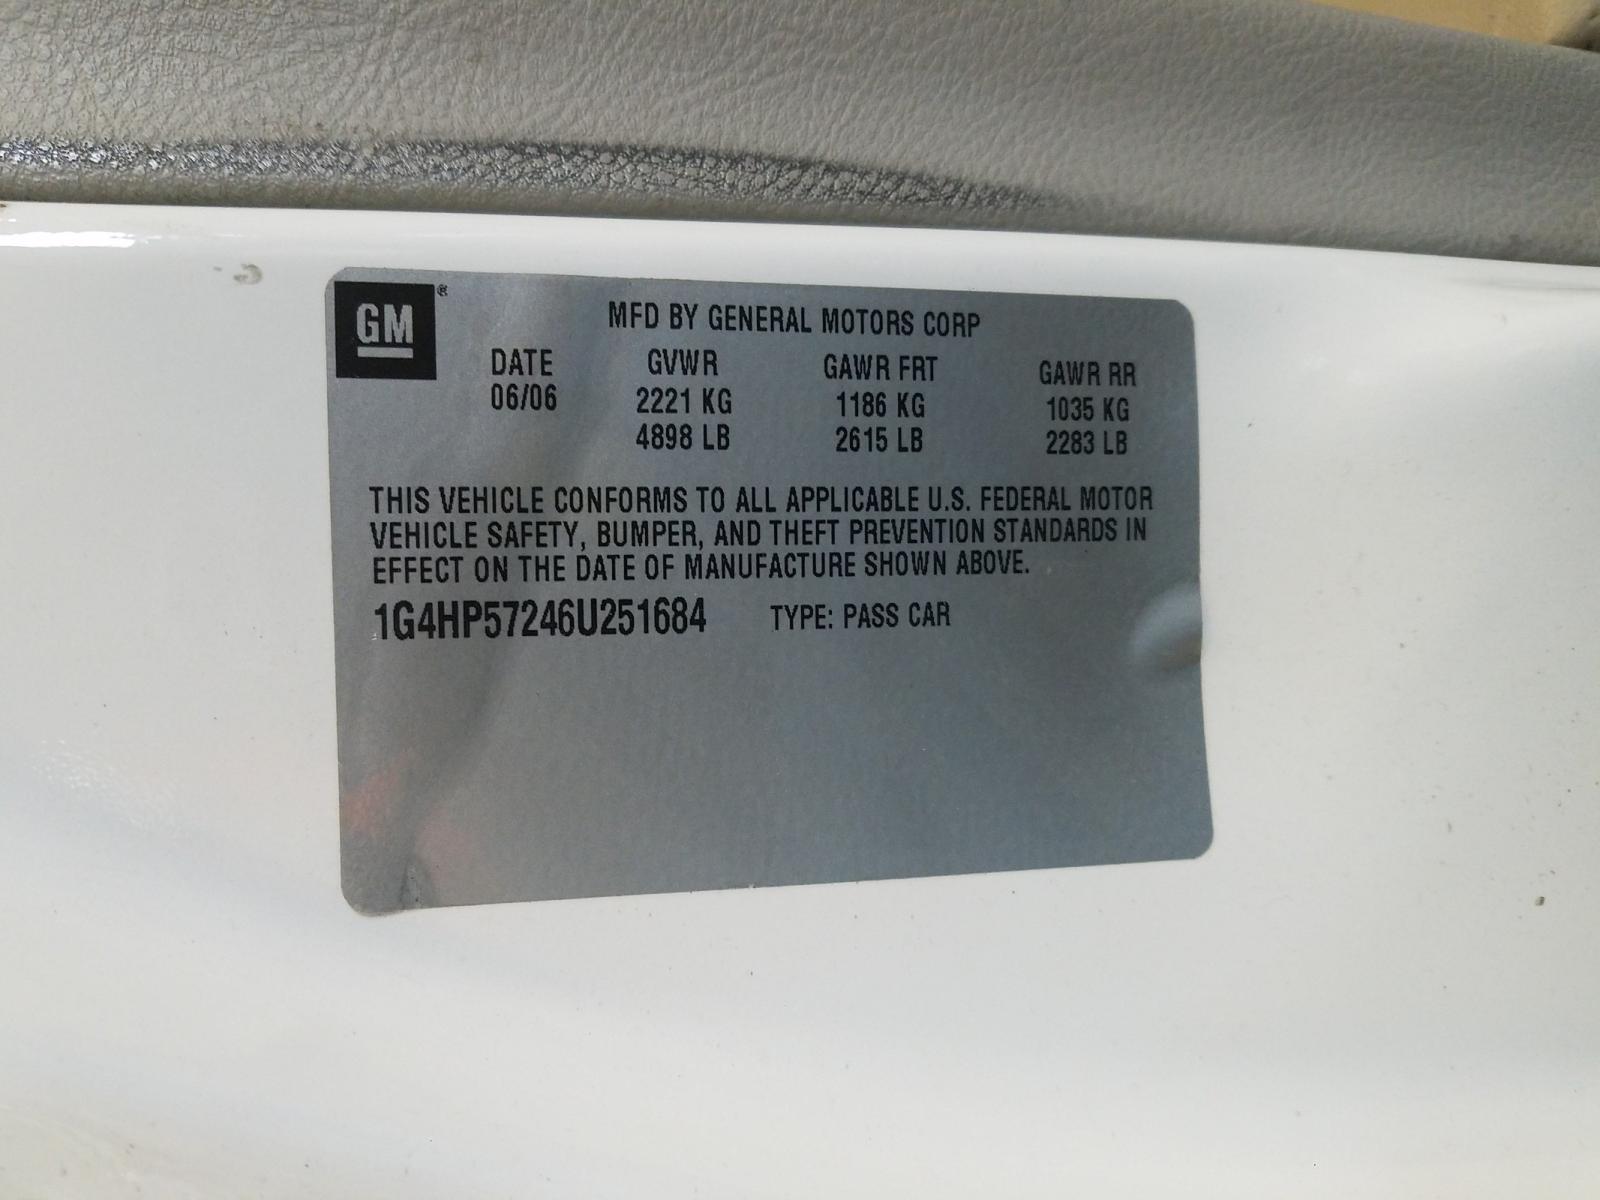 GM®
MFD BY GENERAL MOTORS CORP
DATE GVWR GAWR FRT GAWR RR
06/06 2221 KG 1186 KG 1035 KG
4898 LB 2615 LB 2283 LB
THIS VEHICLE CONFORMS TO ALL APPLICABLE U.S. FEDERAL MOTOR
VEHICLE SAFETY, BUMPER, AND THEFT PREVENTION STANDARDS IN
EFFECT ON THE DATE OF MANUFACTURE SHOWN ABOVE.
1G4HP57246U251684 TYPE: PASS CAR